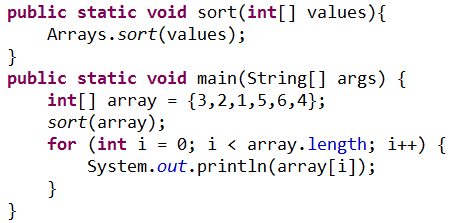 public static void sort(int[] values){
    Arrays.sort(values);
}
public static void main(String[] args) {
    int[] array = {3,2,1,5,6,4};
    sort(array);
    for (int i = 0; i < array.length; i++) {
        System.out.println(array[i]);
    }
}